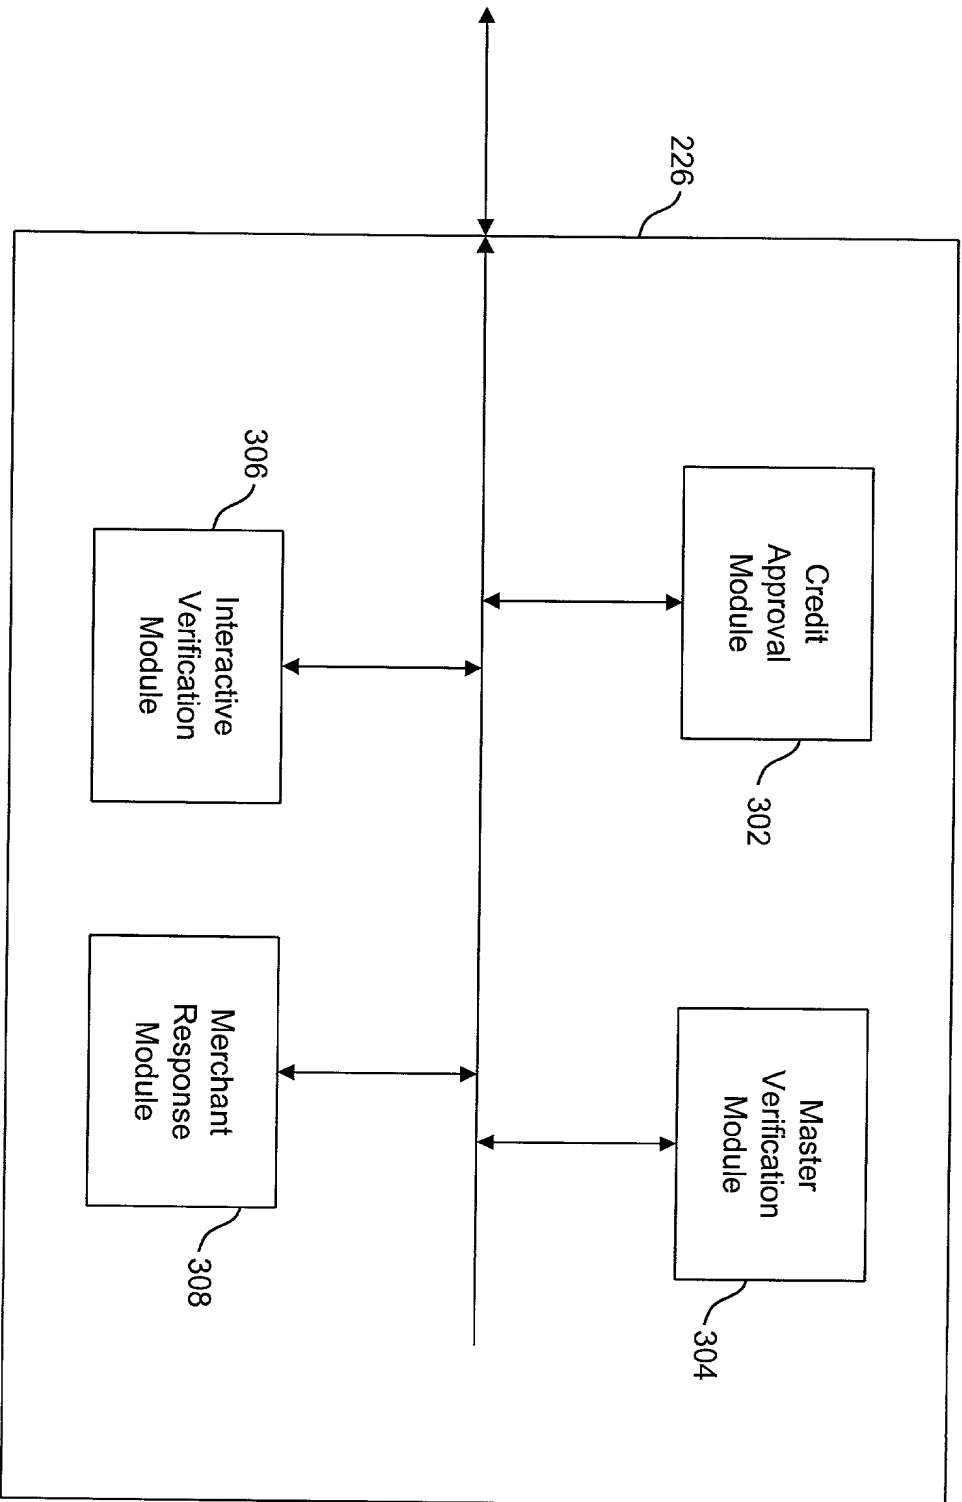 226
Credit
Approval
Module
302
Master
Verification
Module
304
306
Interactive
Verification
Module
Merchant
Response
Module
308